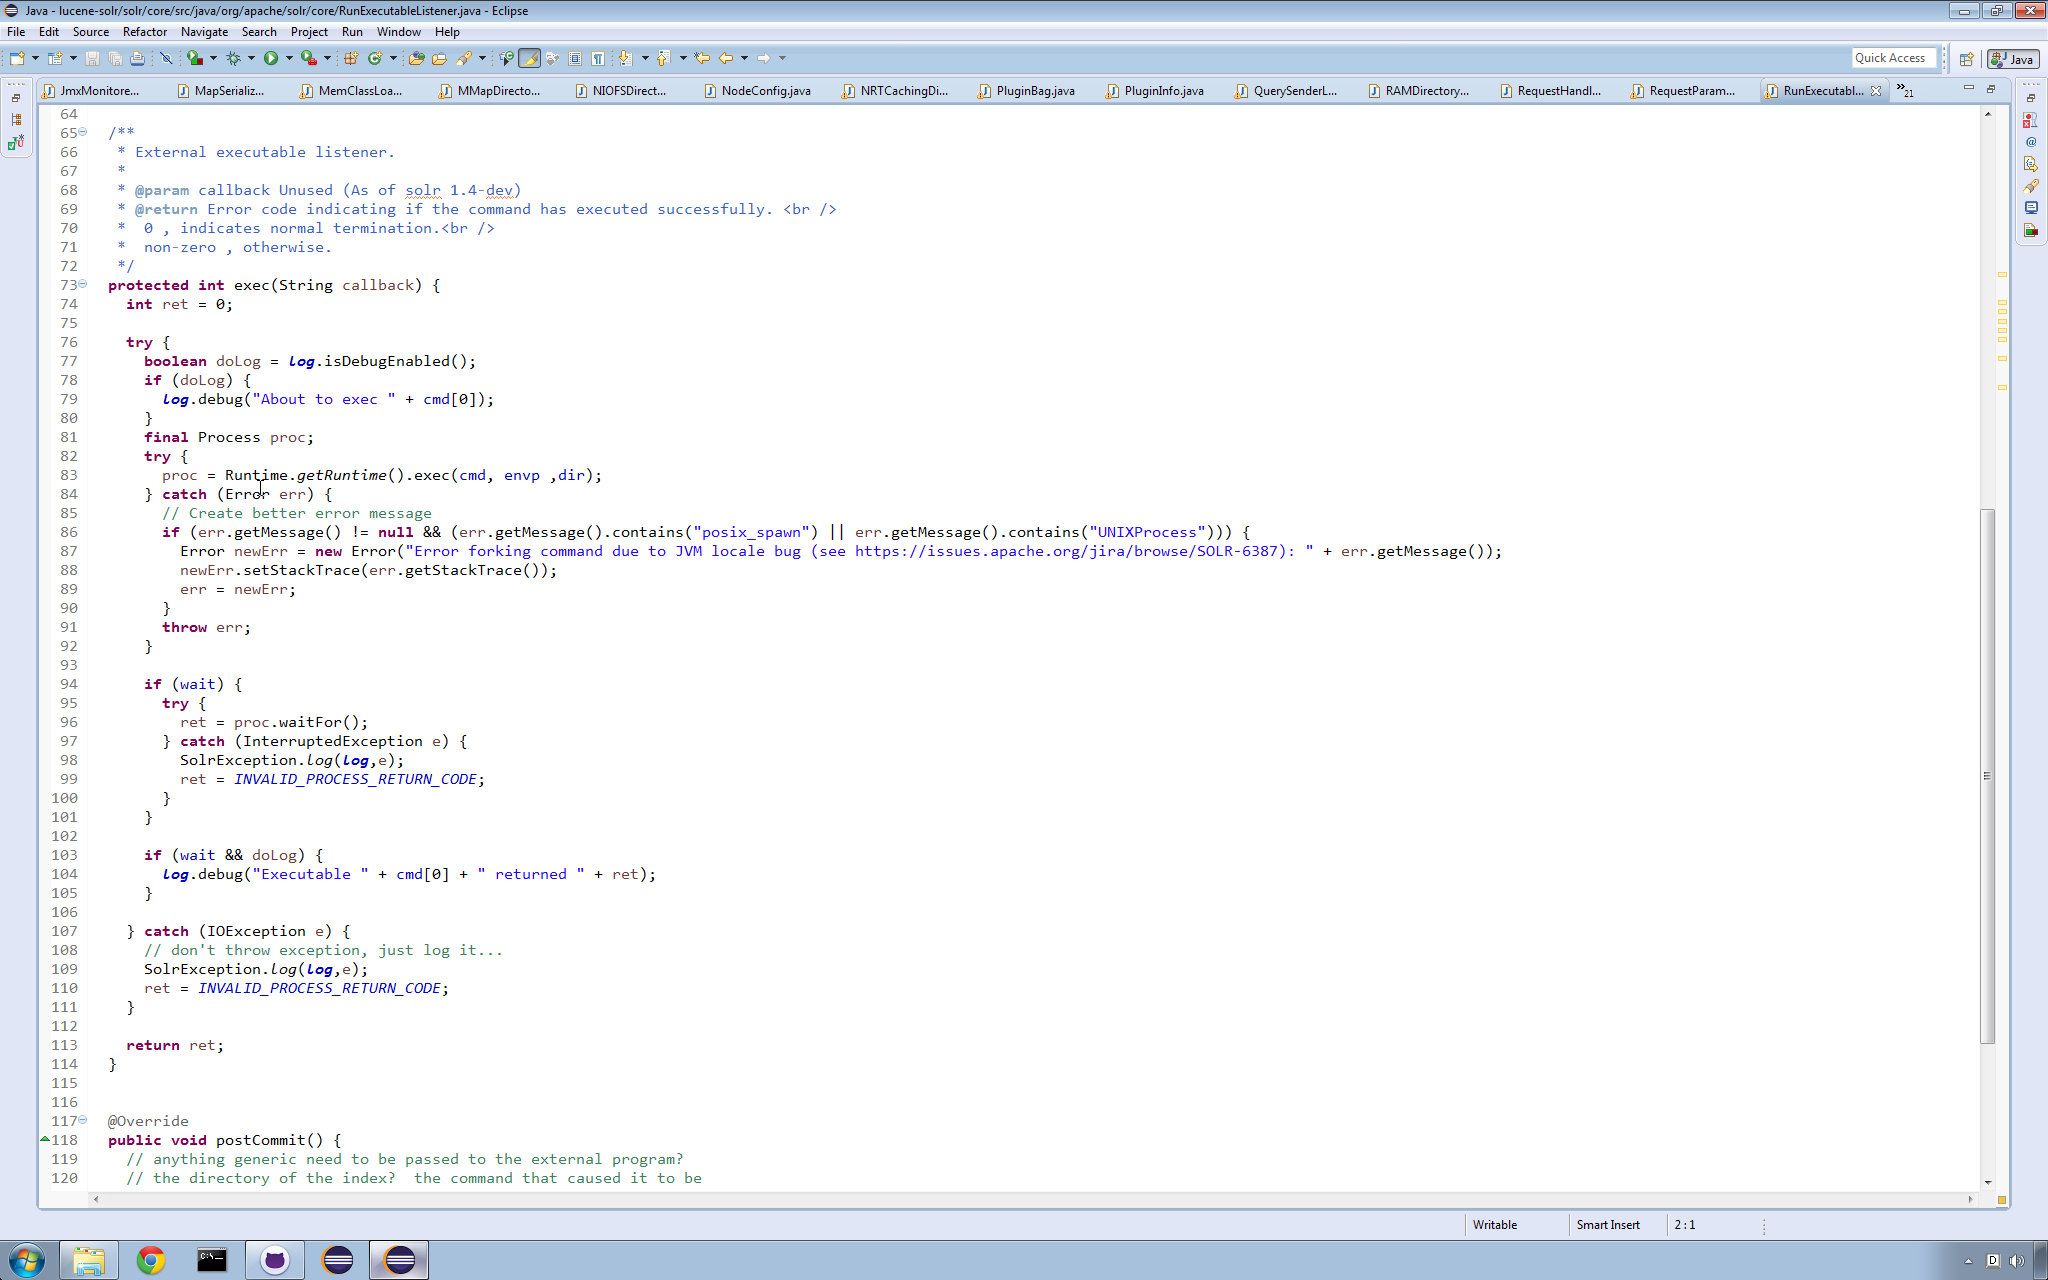 Java - lucene-solr/solr/core/src/java/org/apache/solr/core/RunExecutableListener.java - Eclipse
File Edit Source Refactor Navigate Search Project Run Window Help
Quick Access Java
JmxMonitore... MapSerializ... MemClassLoa... MMapDirecto... NIOFSDirect... NodeConfig.java NRTCachingDi... PluginBag.java PluginInfo.java QuerySenderL... RAMDirectory... RequestHandl... RequestParam... RunExecutabl... »21
64
65 /**
66 * External executable listener.
67 *
68 * @param callback Unused (As of solr 1.4-dev)
69 * @return Error code indicating if the command has executed successfully. <br />
70 *  0 , indicates normal termination.<br />
71 *  non-zero , otherwise.
72 */
73 protected int exec(String callback) {
74 int ret = 0;
75
76 try {
77 boolean doLog = log.isDebugEnabled();
78 if (doLog) {
79 log.debug("About to exec " + cmd[0]);
80 }
81 final Process proc;
82 try {
83 proc = Runtime.getRuntime().exec(cmd, envp ,dir);
84 } catch (Error err) {
85 // Create better error message
86 if (err.getMessage() != null && (err.getMessage().contains("posix_spawn") || err.getMessage().contains("UNIXProcess"))) {
87 Error newErr = new Error("Error forking command due to JVM locale bug (see https://issues.apache.org/jira/browse/SOLR-6387): " + err.getMessage());
88 newErr.setStackTrace(err.getStackTrace());
89 err = newErr;
90 }
91 throw err;
92 }
93
94 if (wait) {
95 try {
96 ret = proc.waitFor();
97 } catch (InterruptedException e) {
98 SolrException.log(log,e);
99 ret = INVALID_PROCESS_RETURN_CODE;
100 }
101 }
102
103 if (wait && doLog) {
104 log.debug("Executable " + cmd[0] + " returned " + ret);
105 }
106
107 } catch (IOException e) {
108 // don't throw exception, just log it...
109 SolrException.log(log,e);
110 ret = INVALID_PROCESS_RETURN_CODE;
111 }
112
113 return ret;
114 }
115
116
117 @Override
118 public void postCommit() {
119 // anything generic need to be passed to the external program?
120 // the directory of the index?  the command that caused it to be
Writable Smart Insert 2 : 1